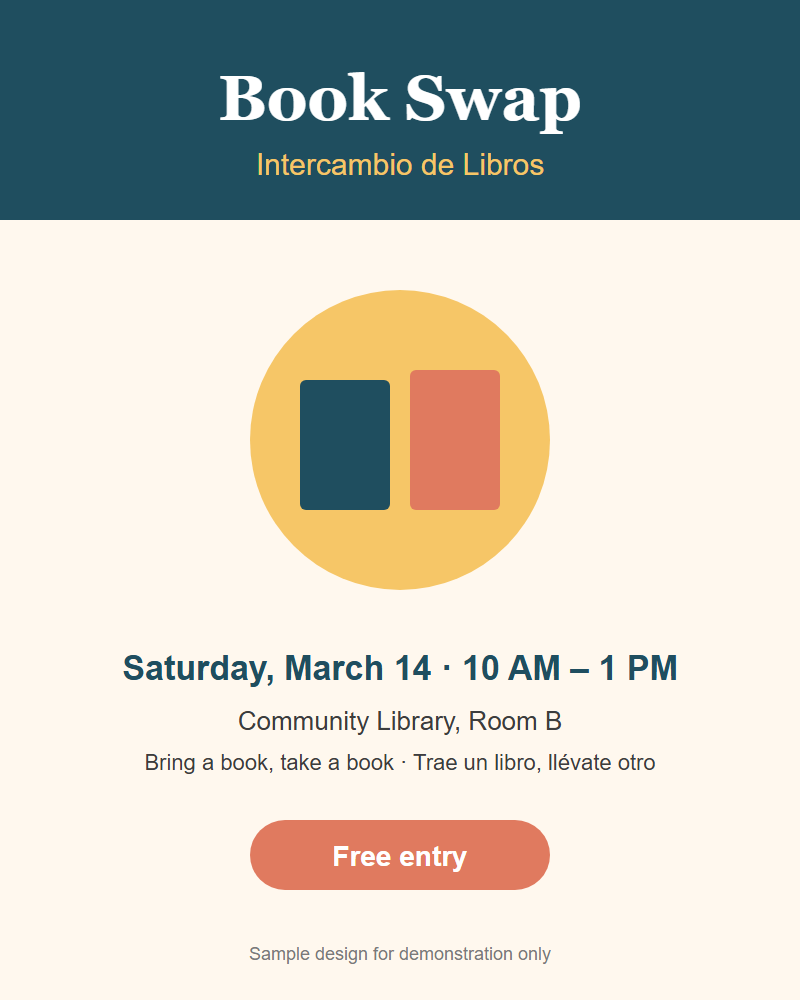 Book Swap
Intercambio de Libros
Saturday, March 14 · 10 AM – 1 PM
Community Library, Room B
Bring a book, take a book · Trae un libro, llévate otro
Free entry
Sample design for demonstration only